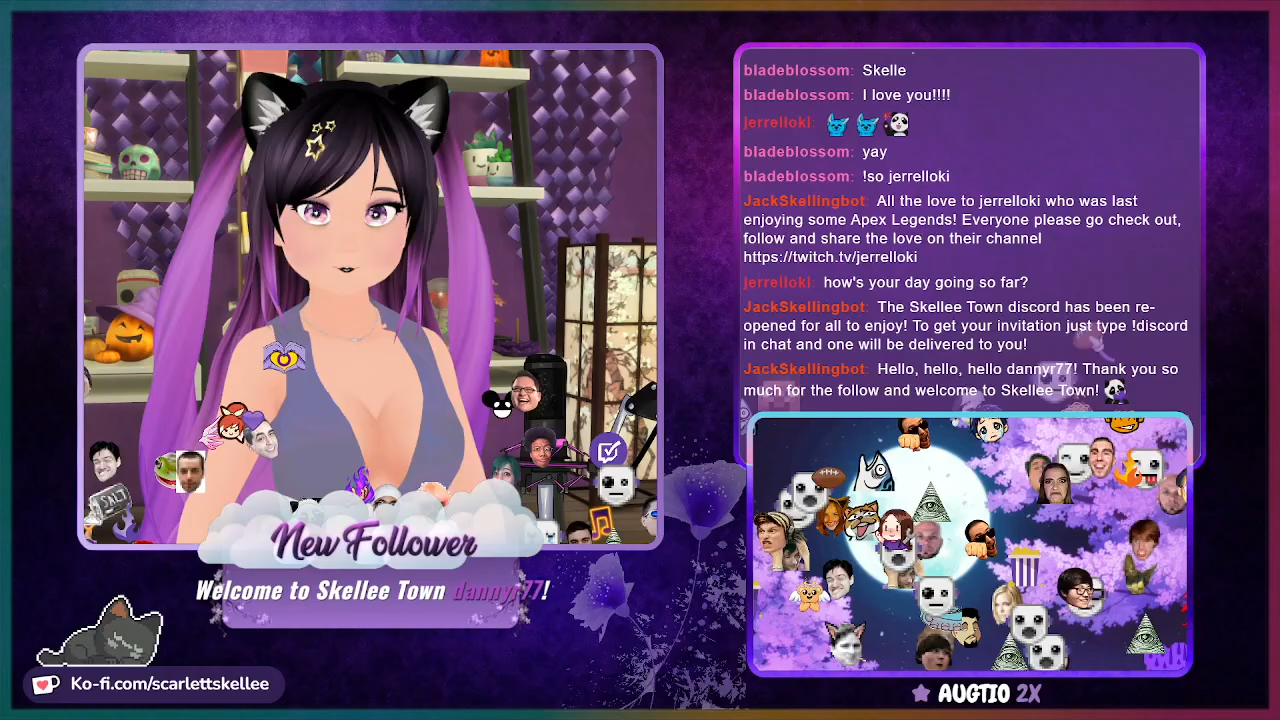 bladeblossom: Skelle
bladeblossom: I love you!!!!
jerrelloki:
bladeblossom: yay
bladeblossom: !so jerrelloki
JackSkellingbot: All the love to jerrelloki who was last
enjoying some Apex Legends! Everyone please go check out,
follow and share the love on their channel
https://twitch.tv/jerrelloki
jerrelloki: how's your day going so far?
JackSkellingbot: The Skellee Town discord has been re-
opened for all to enjoy! To get your invitation just type !discord
in chat and one will be delivered to you!
JackSkellingbot: Hello, hello, hello dannyr77! Thank you so
much for the follow and welcome to Skellee Town!
SALT
New Follower
Welcome to Skellee Town dannyr77!
Ko-fi.com/scarlettskellee
AUGTIO 2X